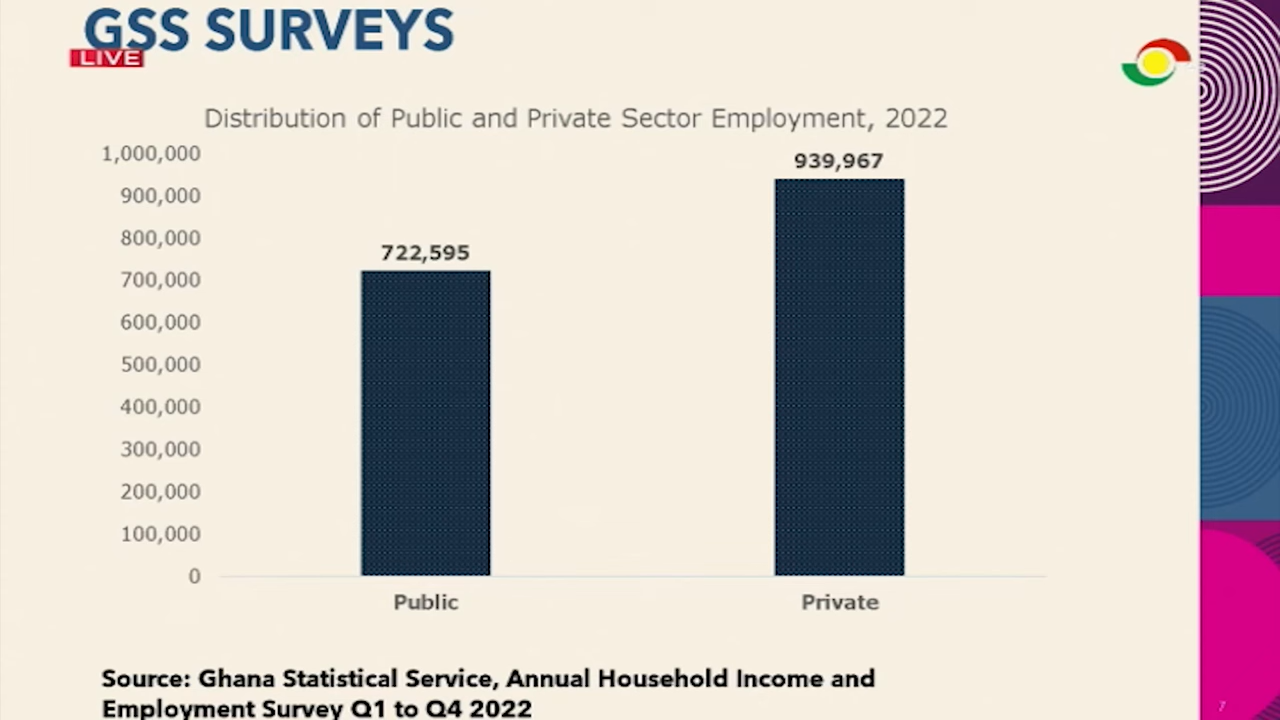 GSS SURVEYS
LIVE
Distribution of Public and Private Sector Employment, 2022
1,000,000
900,000
800,000
700,000
600,000
500,000
400,000
300,000
200,000
100,000
0
722,595
939,967
Public
Private
Source: Ghana Statistical Service, Annual Household Income and
Employment Survey Q1 to Q4 2022
7